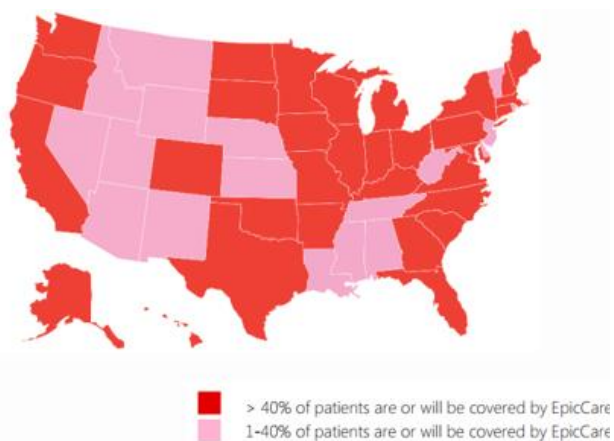 > 40% of patients are or will be covered by EpicCare
1-40% of patients are or will be covered by EpicCare